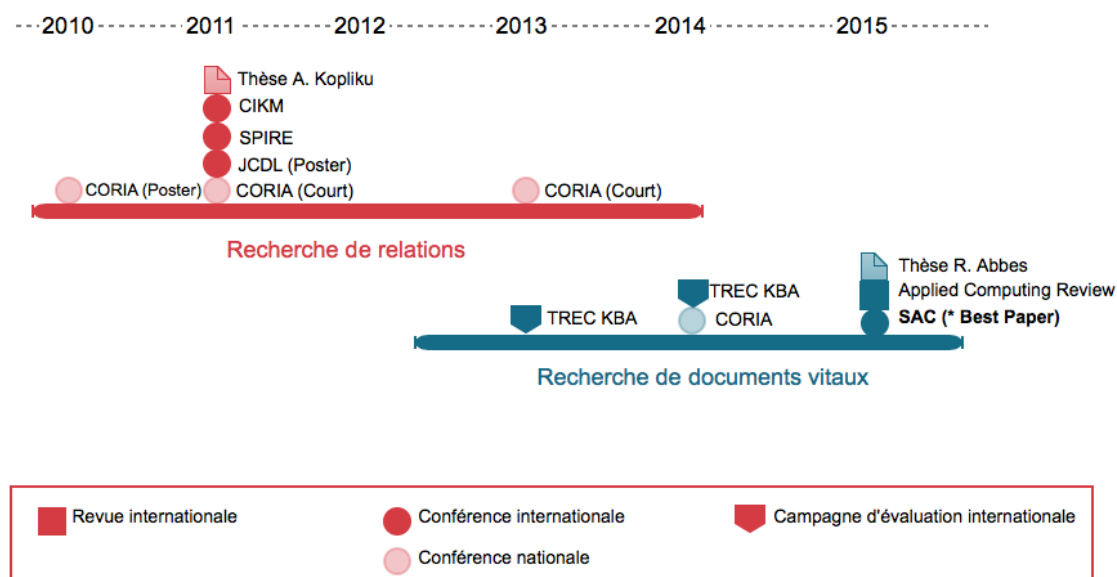 2010 2011 2012 2013 2014 2015
Thèse A. Kopliku
CIKM
SPIRE
JCDL (Poster)
CORIA (Poster) CORIA (Court) CORIA (Court)
Recherche de relations
Thèse R. Abbes
TREC KBA Applied Computing Review
TREC KBA CORIA SAC (* Best Paper)
Recherche de documents vitaux
Revue internationale Conférence internationale Campagne d'évaluation internationale
Conférence nationale